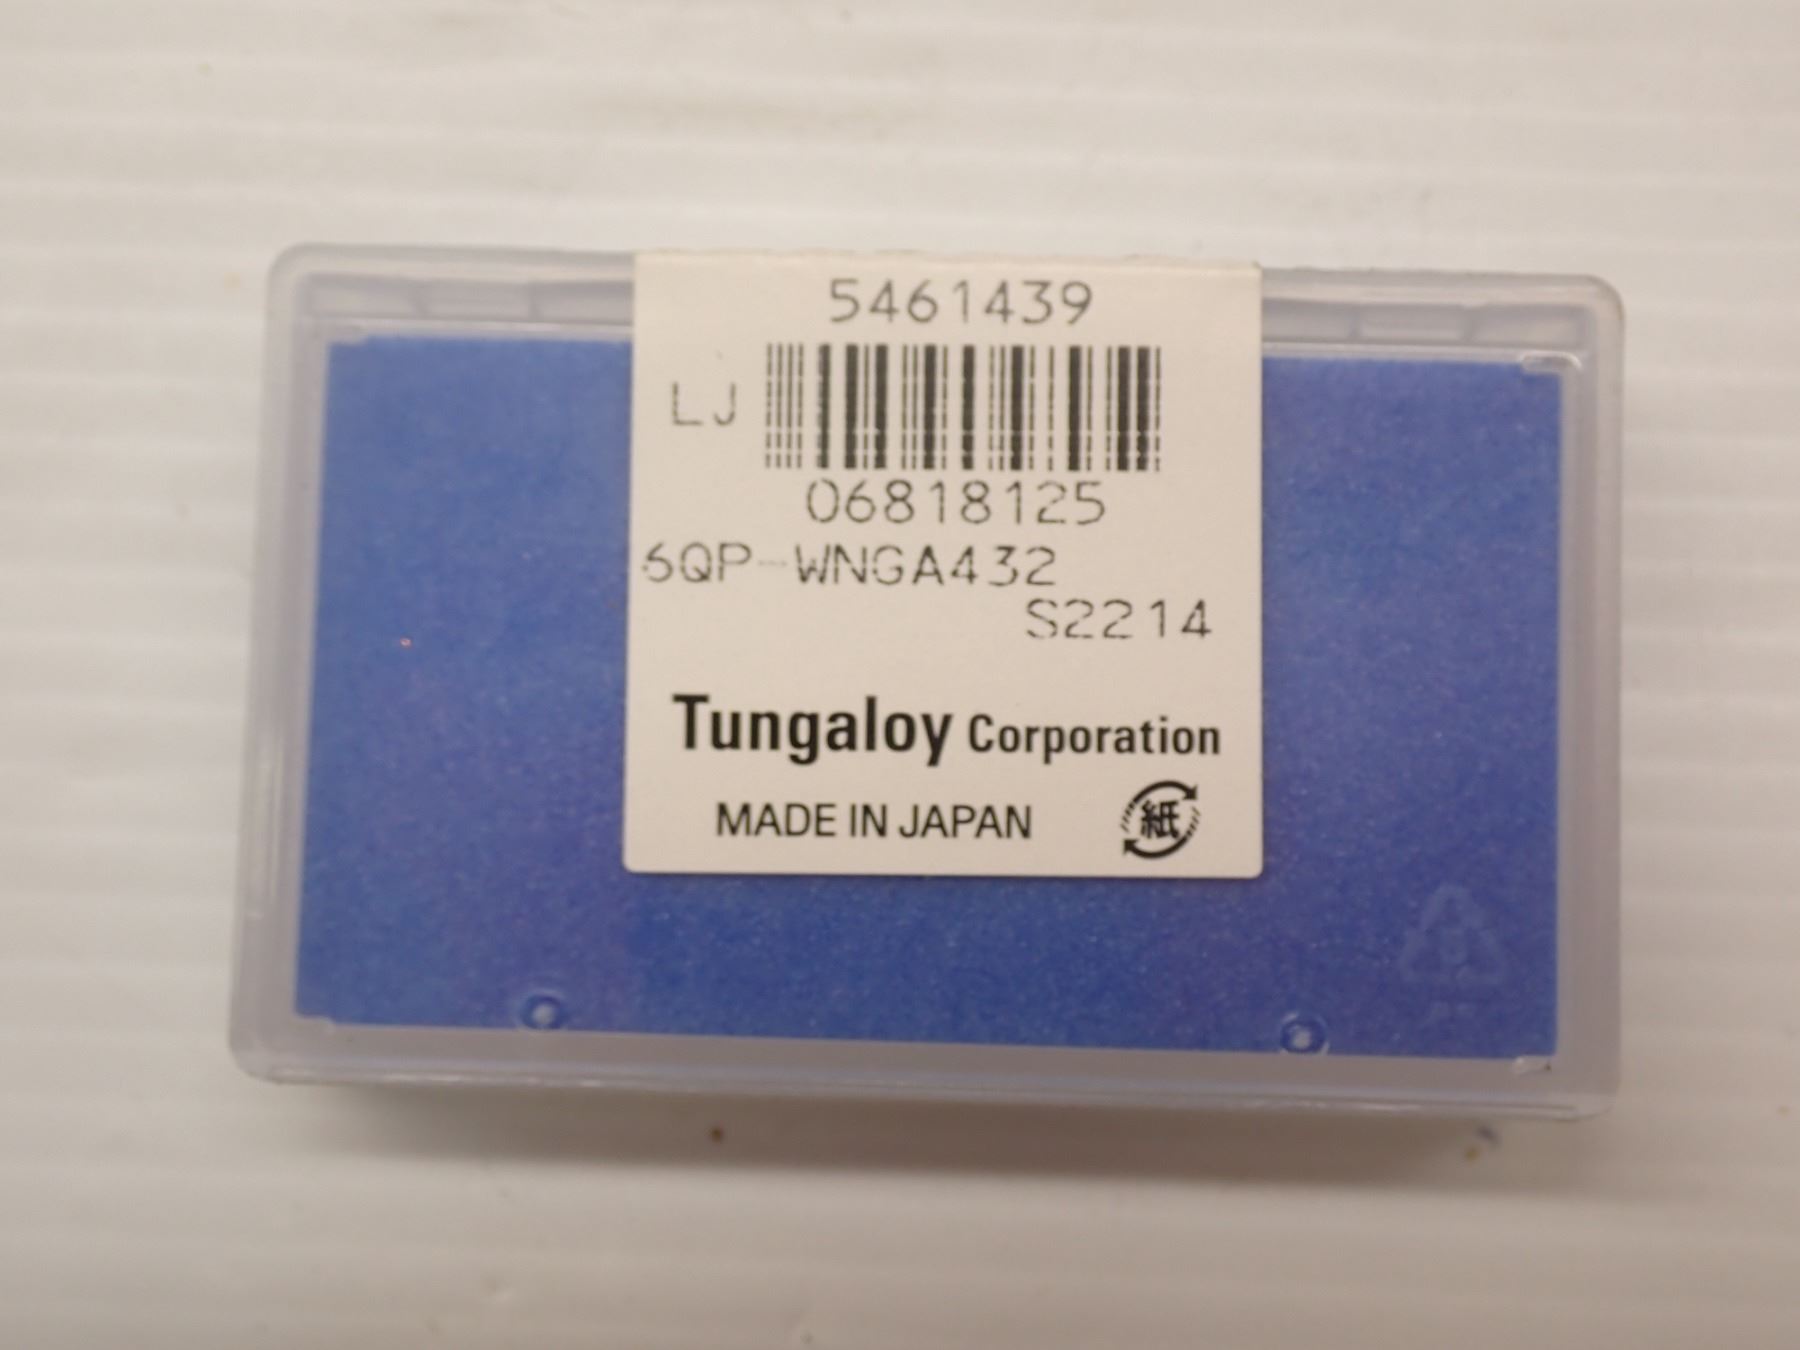 5461439
LJ
06818125
6QP-WNGA432
S2214
Tungaloy Corporation
MADE IN JAPAN
紙